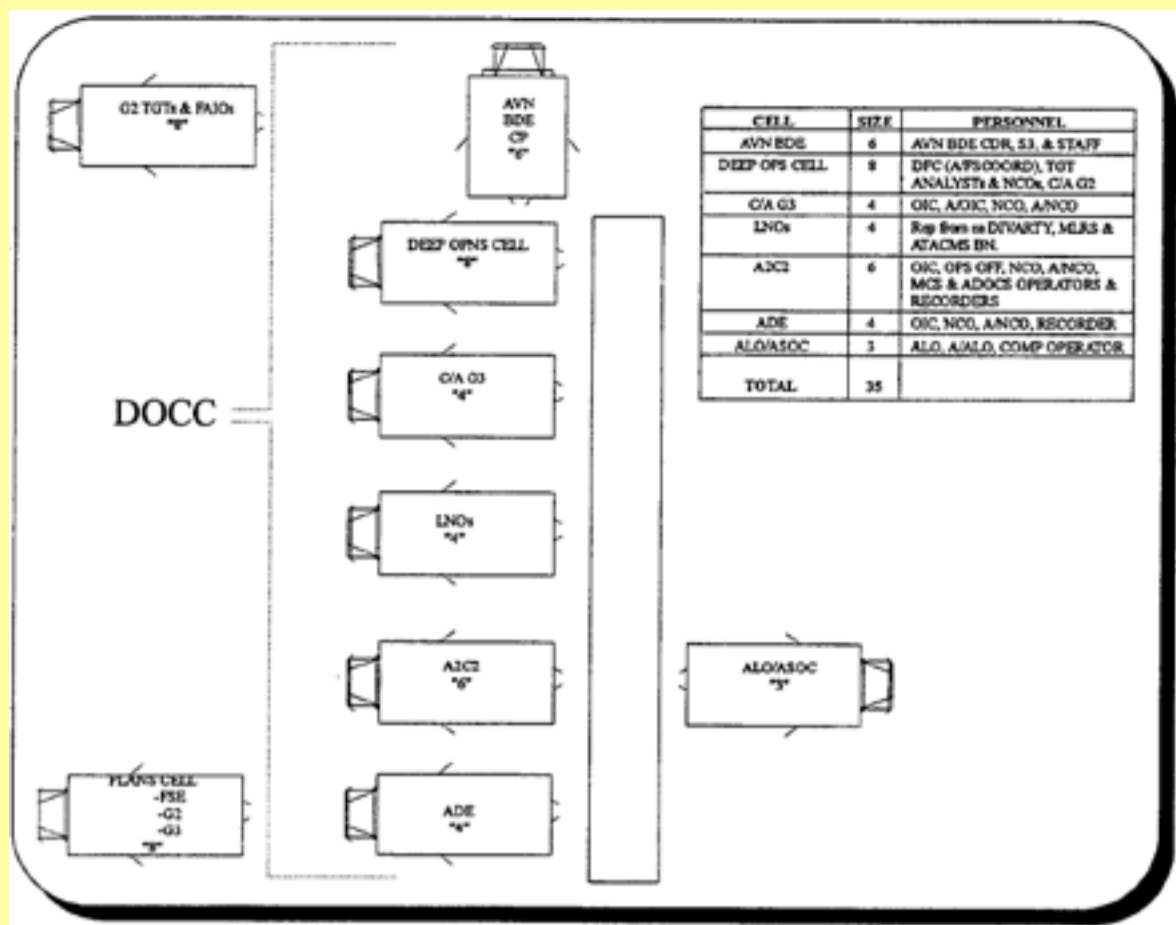 G2 TGTs & FAIOs
"8"
AVN
BDE
CP
"6"
DEEP OPNS CELL
"8"
C/A G3
"4"
DOCC
LNOs
"4"
A2C2
"6"
ALO/ASOC
"3"
PLANS CELL
-FSE
-G2
-G3
"8"
ADE
"4"
CELL SIZE PERSONNEL
AVN BDE 6 AVN BDE CDR, S3, & STAFF
DEEP OPS CELL 8 DFC (A/FSCOORD), TGT
ANALYSTs & NCOs, C/A G2
C/A G3 4 OIC, A/OIC, NCO, A/NCO
LNOs 4 Rep from ea DIVARTY, MLRS &
ATACMS BN.
A2C2 6 OIC, OPS OFF, NCO, A/NCO,
MCS & ADOCS OPERATORS &
RECORDERS
ADE 4 OIC, NCO, A/NCO, RECORDER
ALO/ASOC 3 ALO, A/ALO, COMP OPERATOR
TOTAL 35